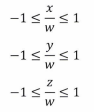 −1 ≤ x/w ≤ 1
−1 ≤ y/w ≤ 1
−1 ≤ z/w ≤ 1